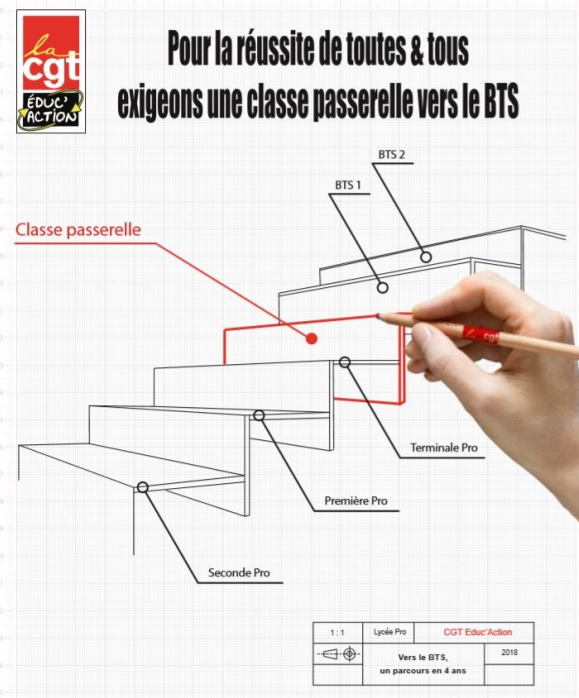 la
cgt
ÉDUC'
ACTION
Pour la réussite de toutes & tous
exigeons une classe passerelle vers le BTS
BTS 2
BTS 1
Classe passerelle
cgt
Terminale Pro
Première Pro
Seconde Pro
1 : 1
Lycée Pro
CGT Educ'Action
Vers le BTS,
un parcours en 4 ans
2018